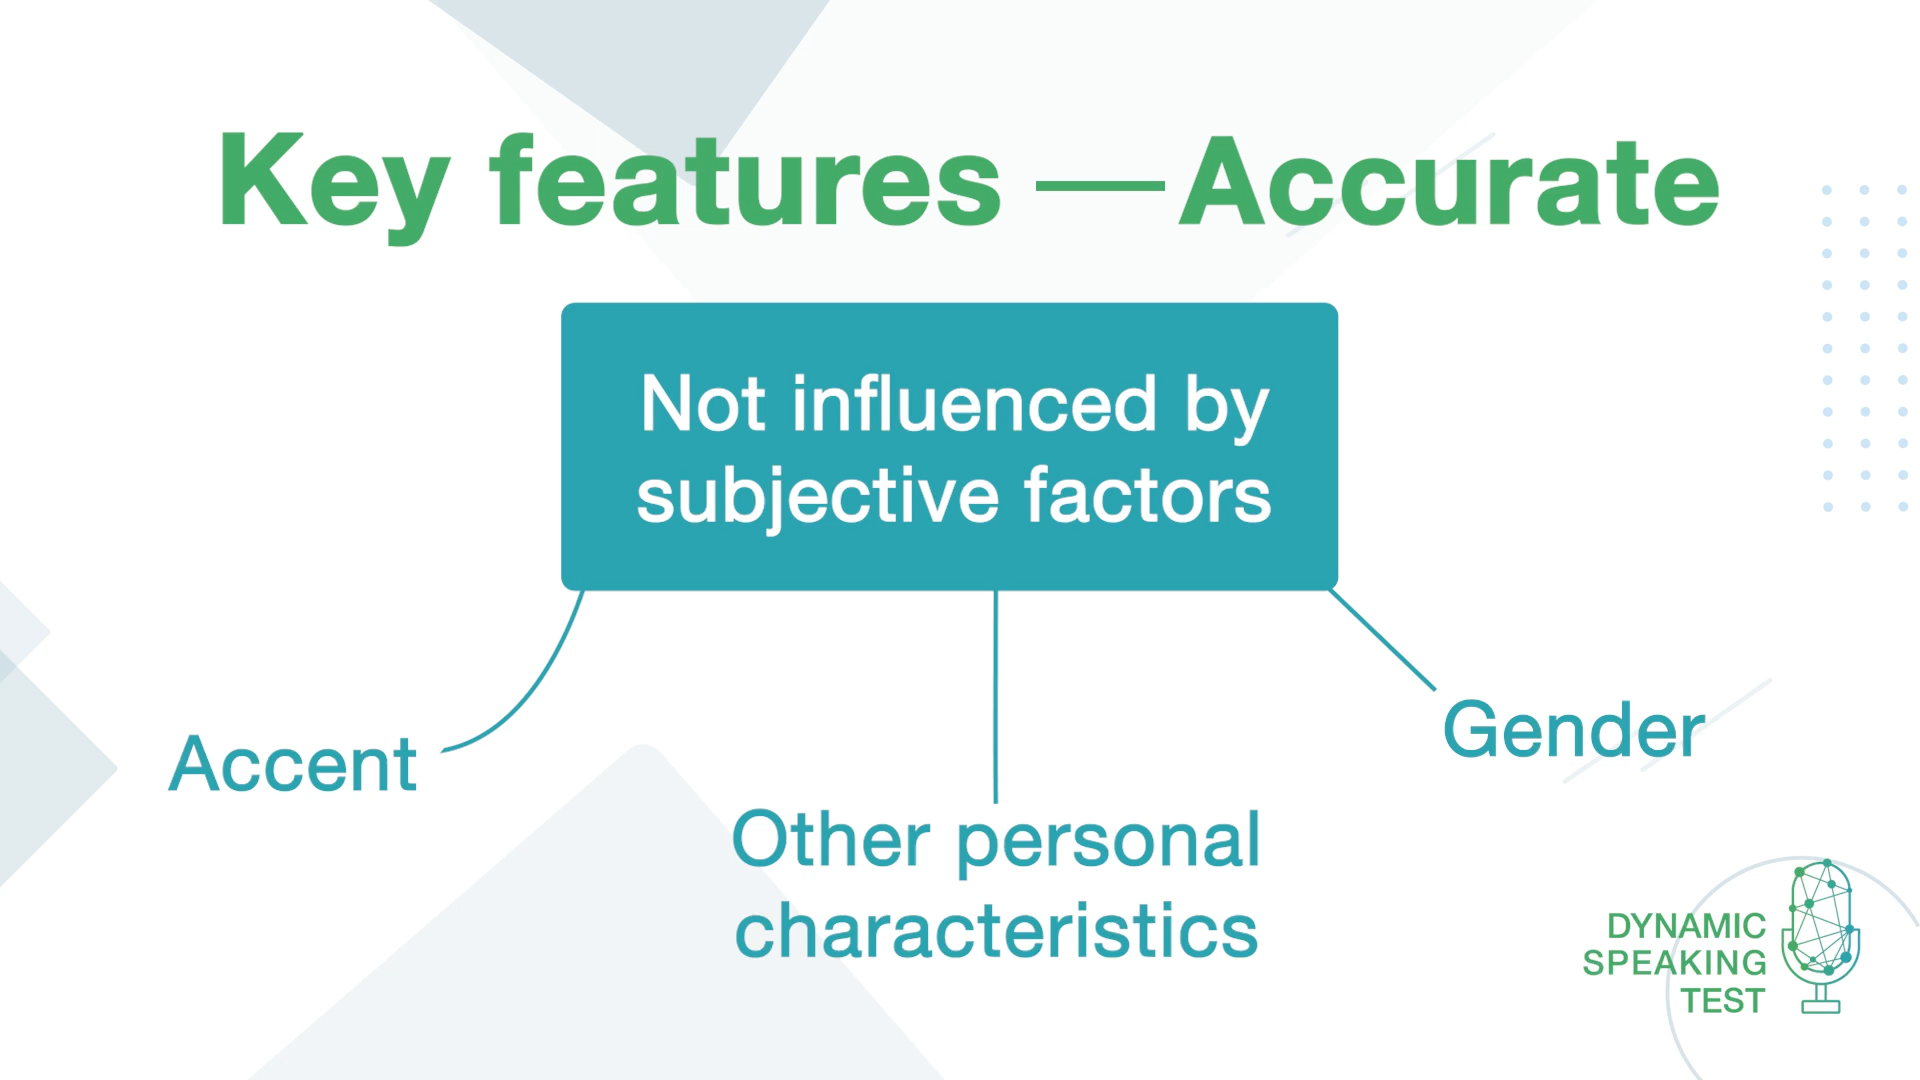 Key features — Accurate
Not influenced by
subjective factors
Accent
Gender
Other personal
characteristics
DYNAMIC
SPEAKING
TEST